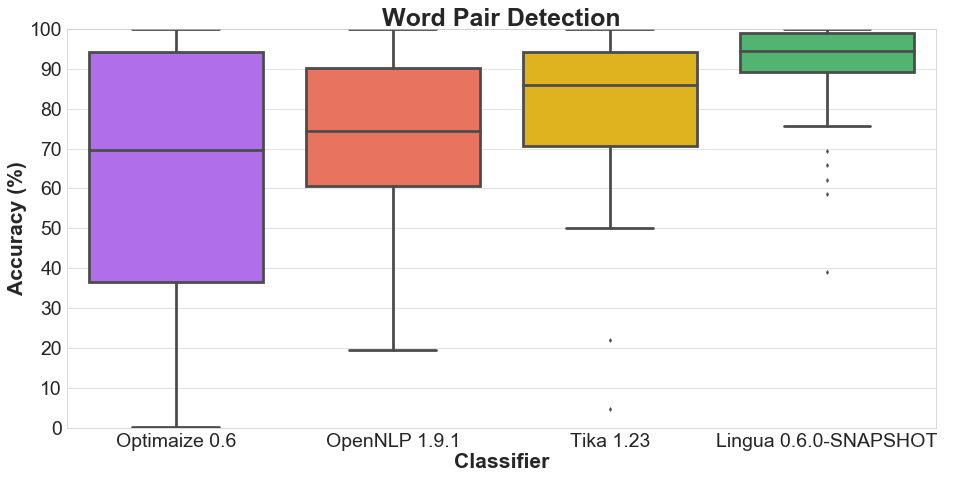 Word Pair Detection
Accuracy (%)
100
90
80
70
60
50
40
30
20
10
0
Optimaize 0.6
OpenNLP 1.9.1
Tika 1.23
Lingua 0.6.0-SNAPSHOT
Classifier